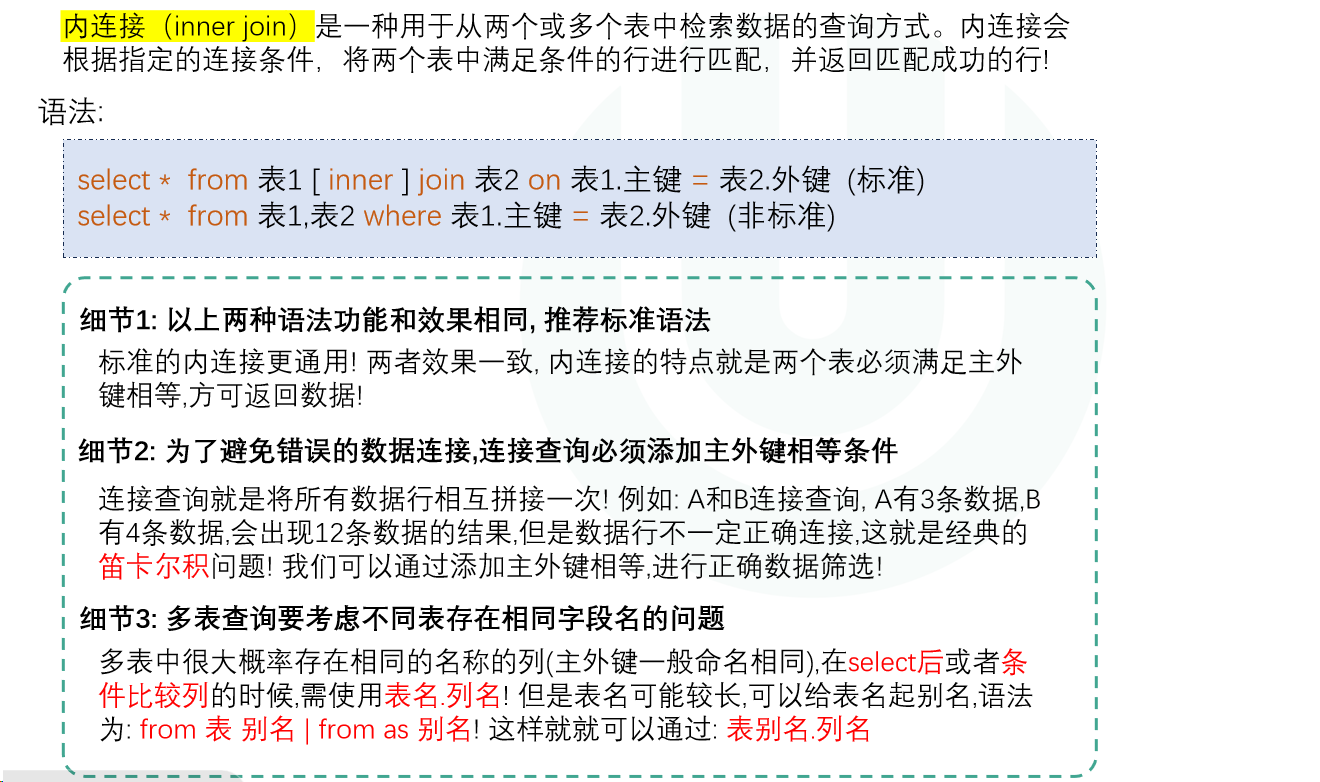 内连接（inner join）是一种用于从两个或多个表中检索数据的查询方式。内连接会
根据指定的连接条件，将两个表中满足条件的行进行匹配，并返回匹配成功的行!
语法:
select * from 表1 [ inner ] join 表2 on 表1.主键 = 表2.外键 (标准)
select * from 表1,表2 where 表1.主键 = 表2.外键 (非标准)
细节1: 以上两种语法功能和效果相同, 推荐标准语法
标准的内连接更通用! 两者效果一致, 内连接的特点就是两个表必须满足主外
键相等,方可返回数据!
细节2: 为了避免错误的数据连接,连接查询必须添加主外键相等条件
连接查询就是将所有数据行相互拼接一次! 例如: A和B连接查询, A有3条数据,B
有4条数据,会出现12条数据的结果,但是数据行不一定正确连接,这就是经典的
笛卡尔积问题! 我们可以通过添加主外键相等,进行正确数据筛选!
细节3: 多表查询要考虑不同表存在相同字段名的问题
多表中很大概率存在相同的名称的列(主外键一般命名相同),在select后或者条
件比较列的时候,需使用表名.列名! 但是表名可能较长,可以给表名起别名,语法
为: from 表 别名 | from as 别名! 这样就就可以通过: 表别名.列名